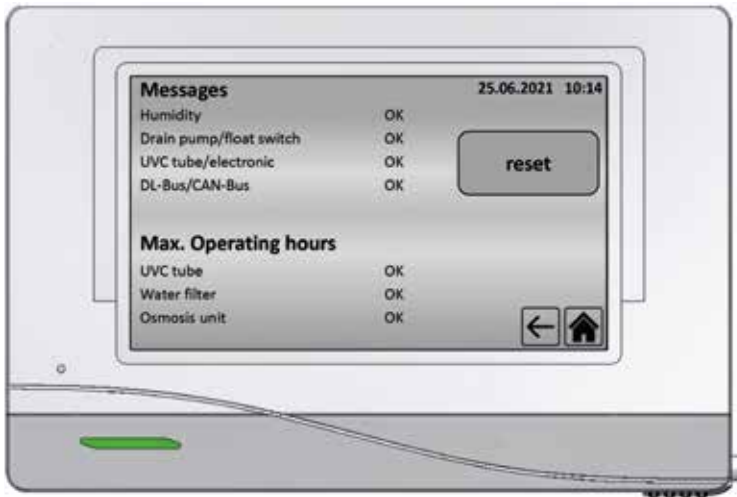 Messages 25.06.2021 10:14
Humidity OK
Drain pump/float switch OK
UVC tube/electronic OK
reset
DL-Bus/CAN-Bus OK
Max. Operating hours
UVC tube OK
Water filter OK
Osmosis unit OK